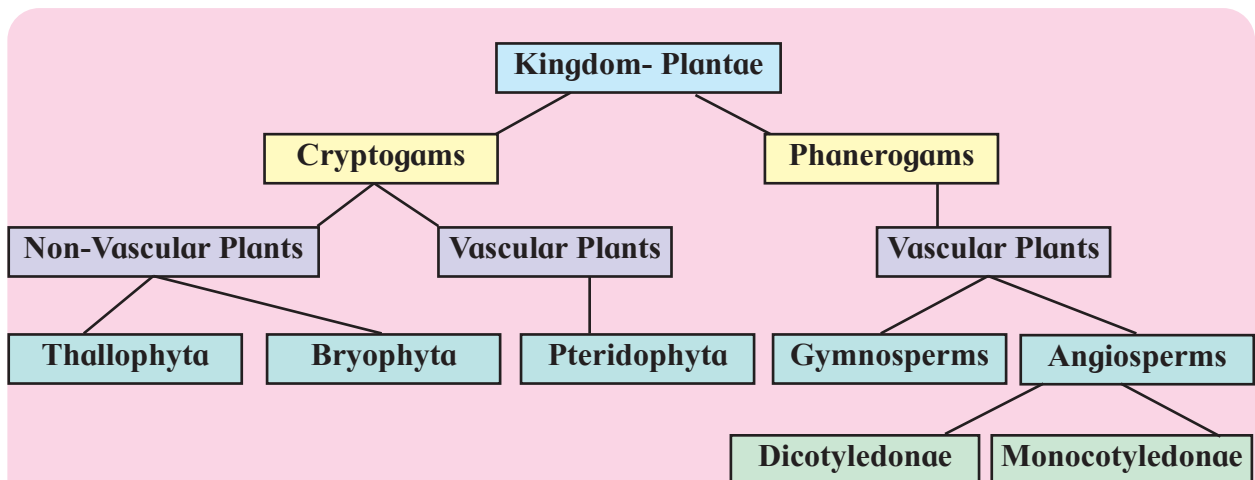 Kingdom- Plantae
Cryptogams
Phanerogams
Non-Vascular Plants
Vascular Plants
Vascular Plants
Thallophyta
Bryophyta
Pteridophyta
Gymnosperms
Angiosperms
Dicotyledonae
Monocotyledonae